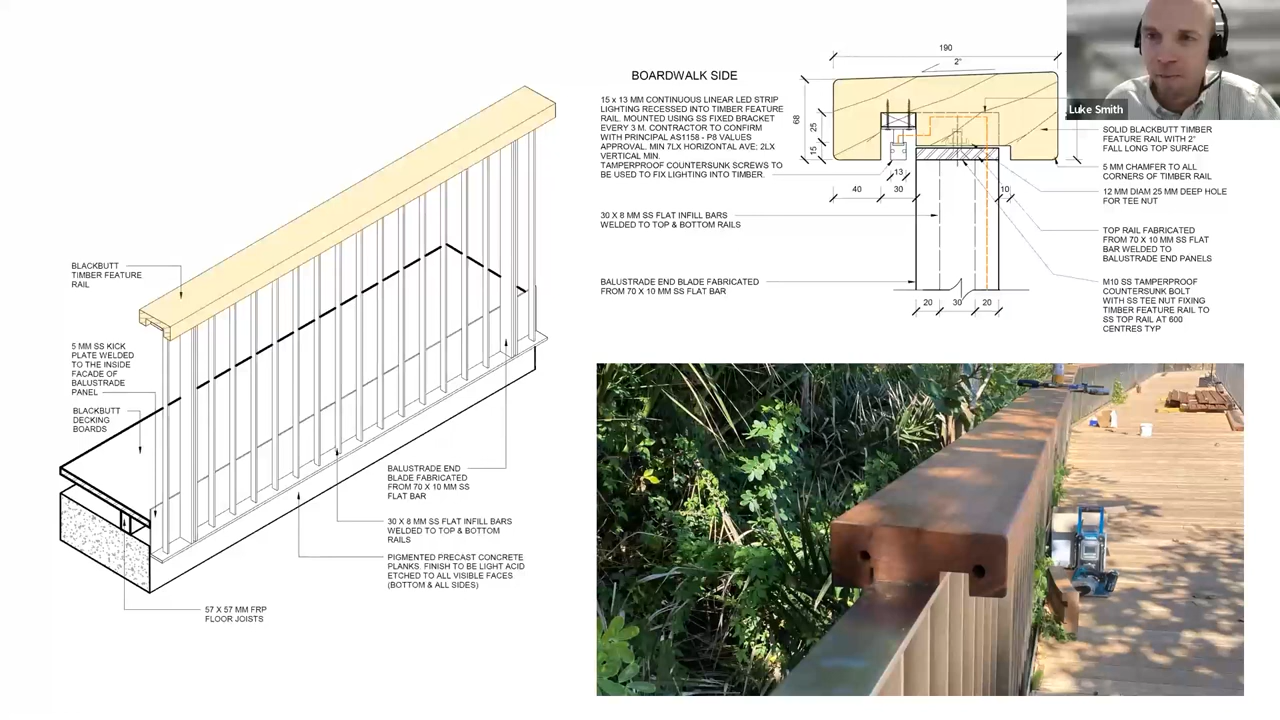 BLACKBUTT
TIMBER FEATURE
RAIL
5 MM SS KICK
PLATE WELDED
TO THE INSIDE
FACADE OF
BALUSTRADE
PANEL
BLACKBUTT
DECKING
BOARDS
BALUSTRADE END
BLADE FABRICATED
FROM 70 X 10 MM SS
FLAT BAR
30 X 8 MM SS FLAT INFILL BARS
WELDED TO TOP & BOTTOM
RAILS
PIGMENTED PRECAST CONCRETE
PLANKS. FINISH TO BE LIGHT ACID
ETCHED TO ALL VISIBLE FACES
(BOTTOM & ALL SIDES)
57 X 57 MM FRP
FLOOR JOISTS
BOARDWALK SIDE
15 x 13 MM CONTINUOUS LINEAR LED STRIP
LIGHTING RECESSED INTO TIMBER FEATURE
RAIL. MOUNTED USING SS FIXED BRACKET
EVERY 3 M. CONTRACTOR TO CONFIRM
WITH PRINCIPAL AS1158 - P8 VALUES
APPROVAL. MIN 7LX HORIZONTAL AVE; 2LX
VERTICAL MIN.
TAMPERPROOF COUNTERSUNK SCREWS TO
BE USED TO FIX LIGHTING INTO TIMBER.
30 X 8 MM SS FLAT INFILL BARS
WELDED TO TOP & BOTTOM RAILS
BALUSTRADE END BLADE FABRICATED
FROM 70 X 10 MM SS FLAT BAR
190
2°
68
25
15
13
40
30
10
20
30
20
Luke Smith
SOLID BLACKBUTT TIMBER
FEATURE RAIL WITH 2°
FALL LONG TOP SURFACE
5 MM CHAMFER TO ALL
CORNERS OF TIMBER RAIL
12 MM DIAM 25 MM DEEP HOLE
FOR TEE NUT
TOP RAIL FABRICATED
FROM 70 X 10 MM SS FLAT
BAR WELDED TO
BALUSTRADE END PANELS
M10 SS TAMPERPROOF
COUNTERSUNK BOLT
WITH SS TEE NUT FIXING
TIMBER FEATURE RAIL TO
SS TOP RAIL AT 600
CENTRES TYP